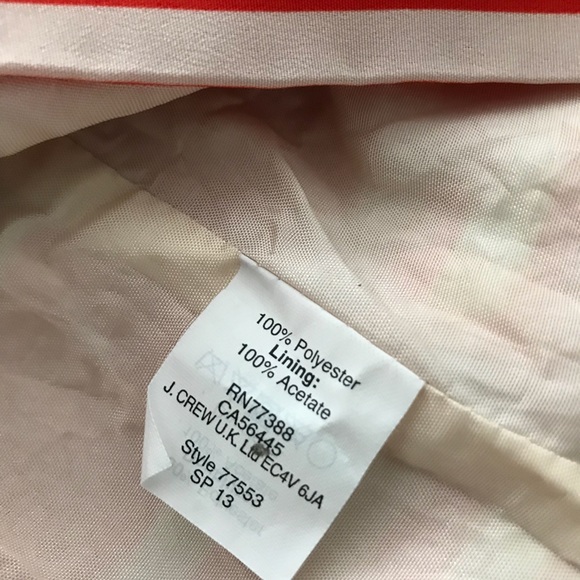 100% Polyester
Lining:
100% Acetate
RN77388
CA56445
J. CREW U.K. Ltd EC4V 6JA
Style 77553
SP 13